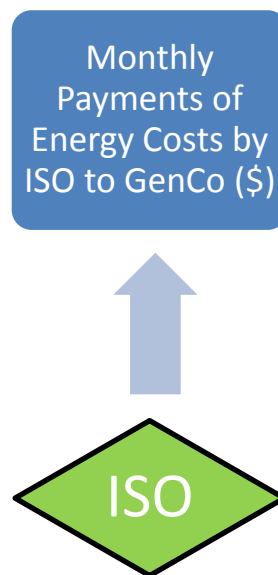 Monthly
Payments of
Energy Costs by
ISO to GenCo ($)
ISO